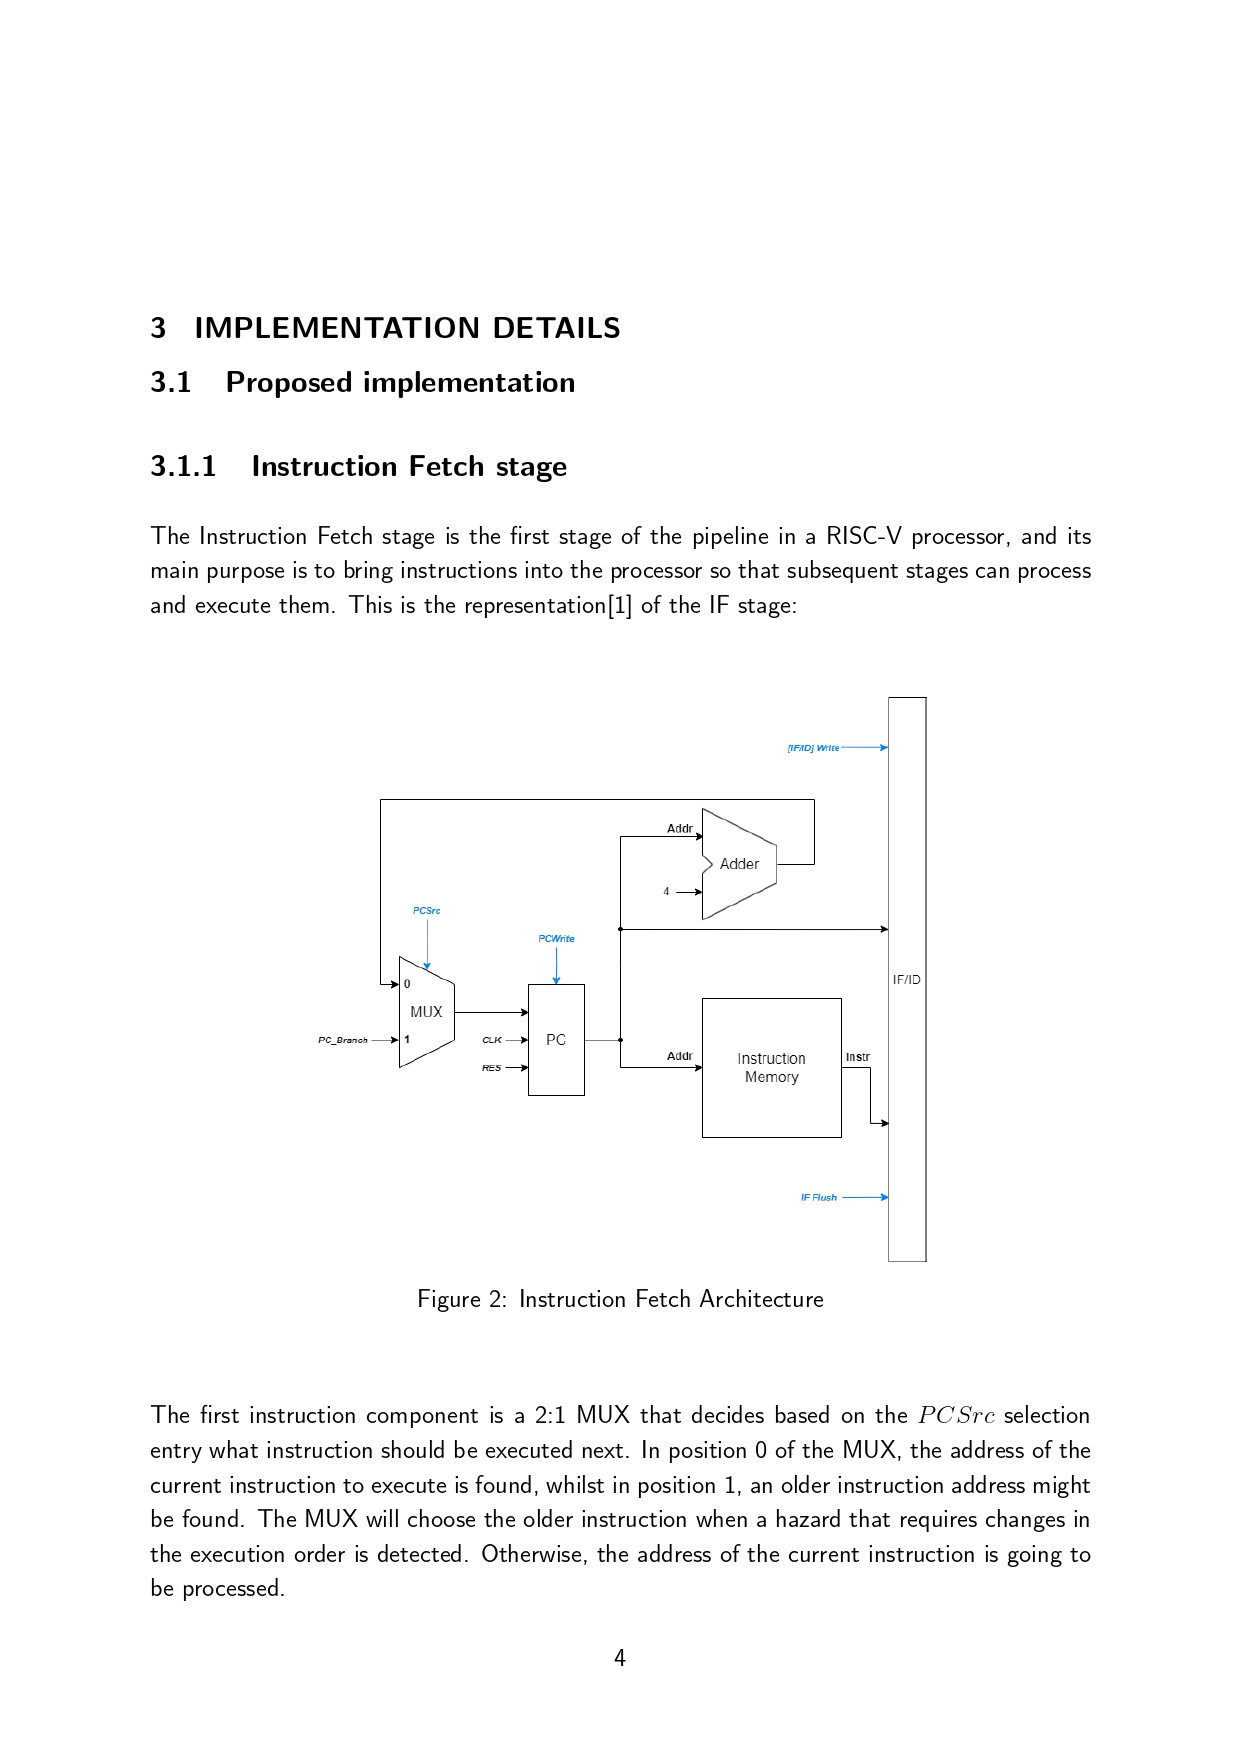 3 IMPLEMENTATION DETAILS
3.1 Proposed implementation
3.1.1 Instruction Fetch stage
The Instruction Fetch stage is the first stage of the pipeline in a RISC-V processor, and its
main purpose is to bring instructions into the processor so that subsequent stages can process
and execute them. This is the representation[1] of the IF stage:
[IF/ID] Write
Addr
Adder
4
PCSrc
PCWrite
0
MUX
PC_Branch
1
CLK
PC
RES
IF/ID
Addr
Instruction
Memory
Instr
IF Flush
Figure 2: Instruction Fetch Architecture
The first instruction component is a 2:1 MUX that decides based on the PCSrc selection
entry what instruction should be executed next. In position 0 of the MUX, the address of the
current instruction to execute is found, whilst in position 1, an older instruction address might
be found. The MUX will choose the older instruction when a hazard that requires changes in
the execution order is detected. Otherwise, the address of the current instruction is going to
be processed.
4